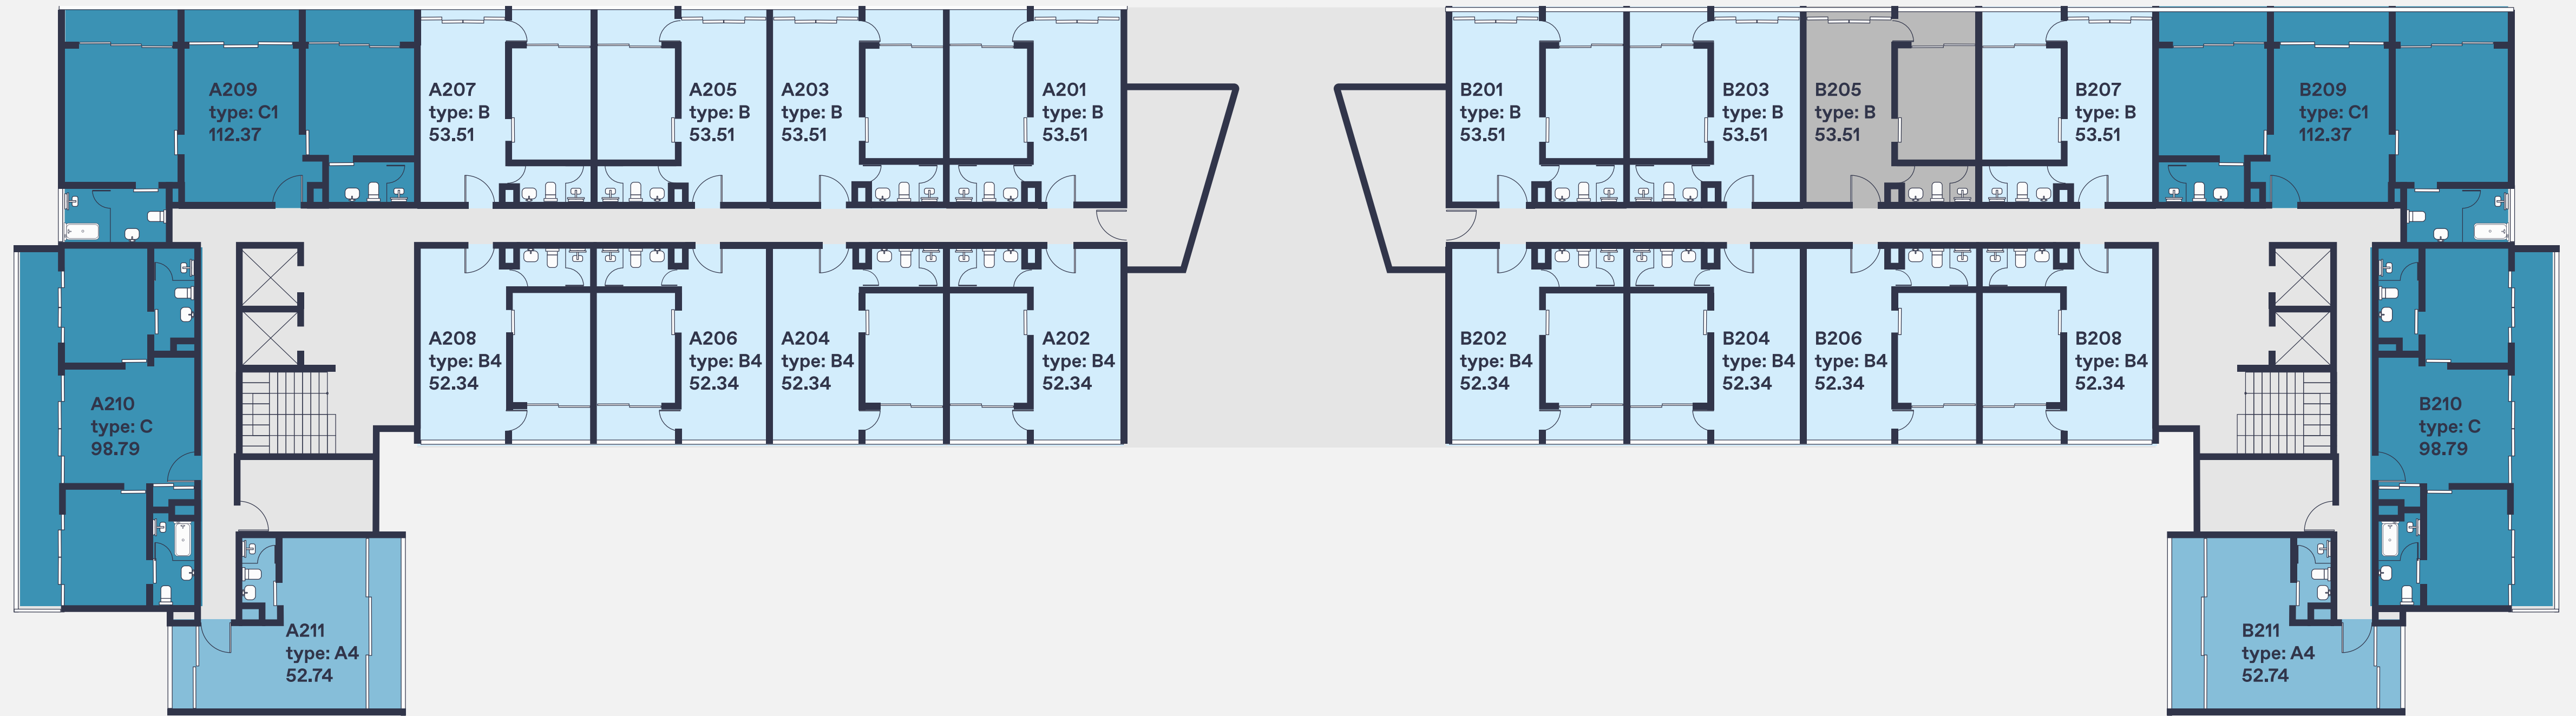 A209
type: C1
112.37
A207
type: B
53.51
A205
type: B
53.51
A203
type: B
53.51
A201
type: B
53.51
B201
type: B
53.51
B203
type: B
53.51
B205
type: B
53.51
B207
type: B
53.51
B209
type: C1
112.37
A208
type: B4
52.34
A206
type: B4
52.34
A204
type: B4
52.34
A202
type: B4
52.34
B202
type: B4
52.34
B204
type: B4
52.34
B206
type: B4
52.34
B208
type: B4
52.34
A210
type: C
98.79
B210
type: C
98.79
A211
type: A4
52.74
B211
type: A4
52.74